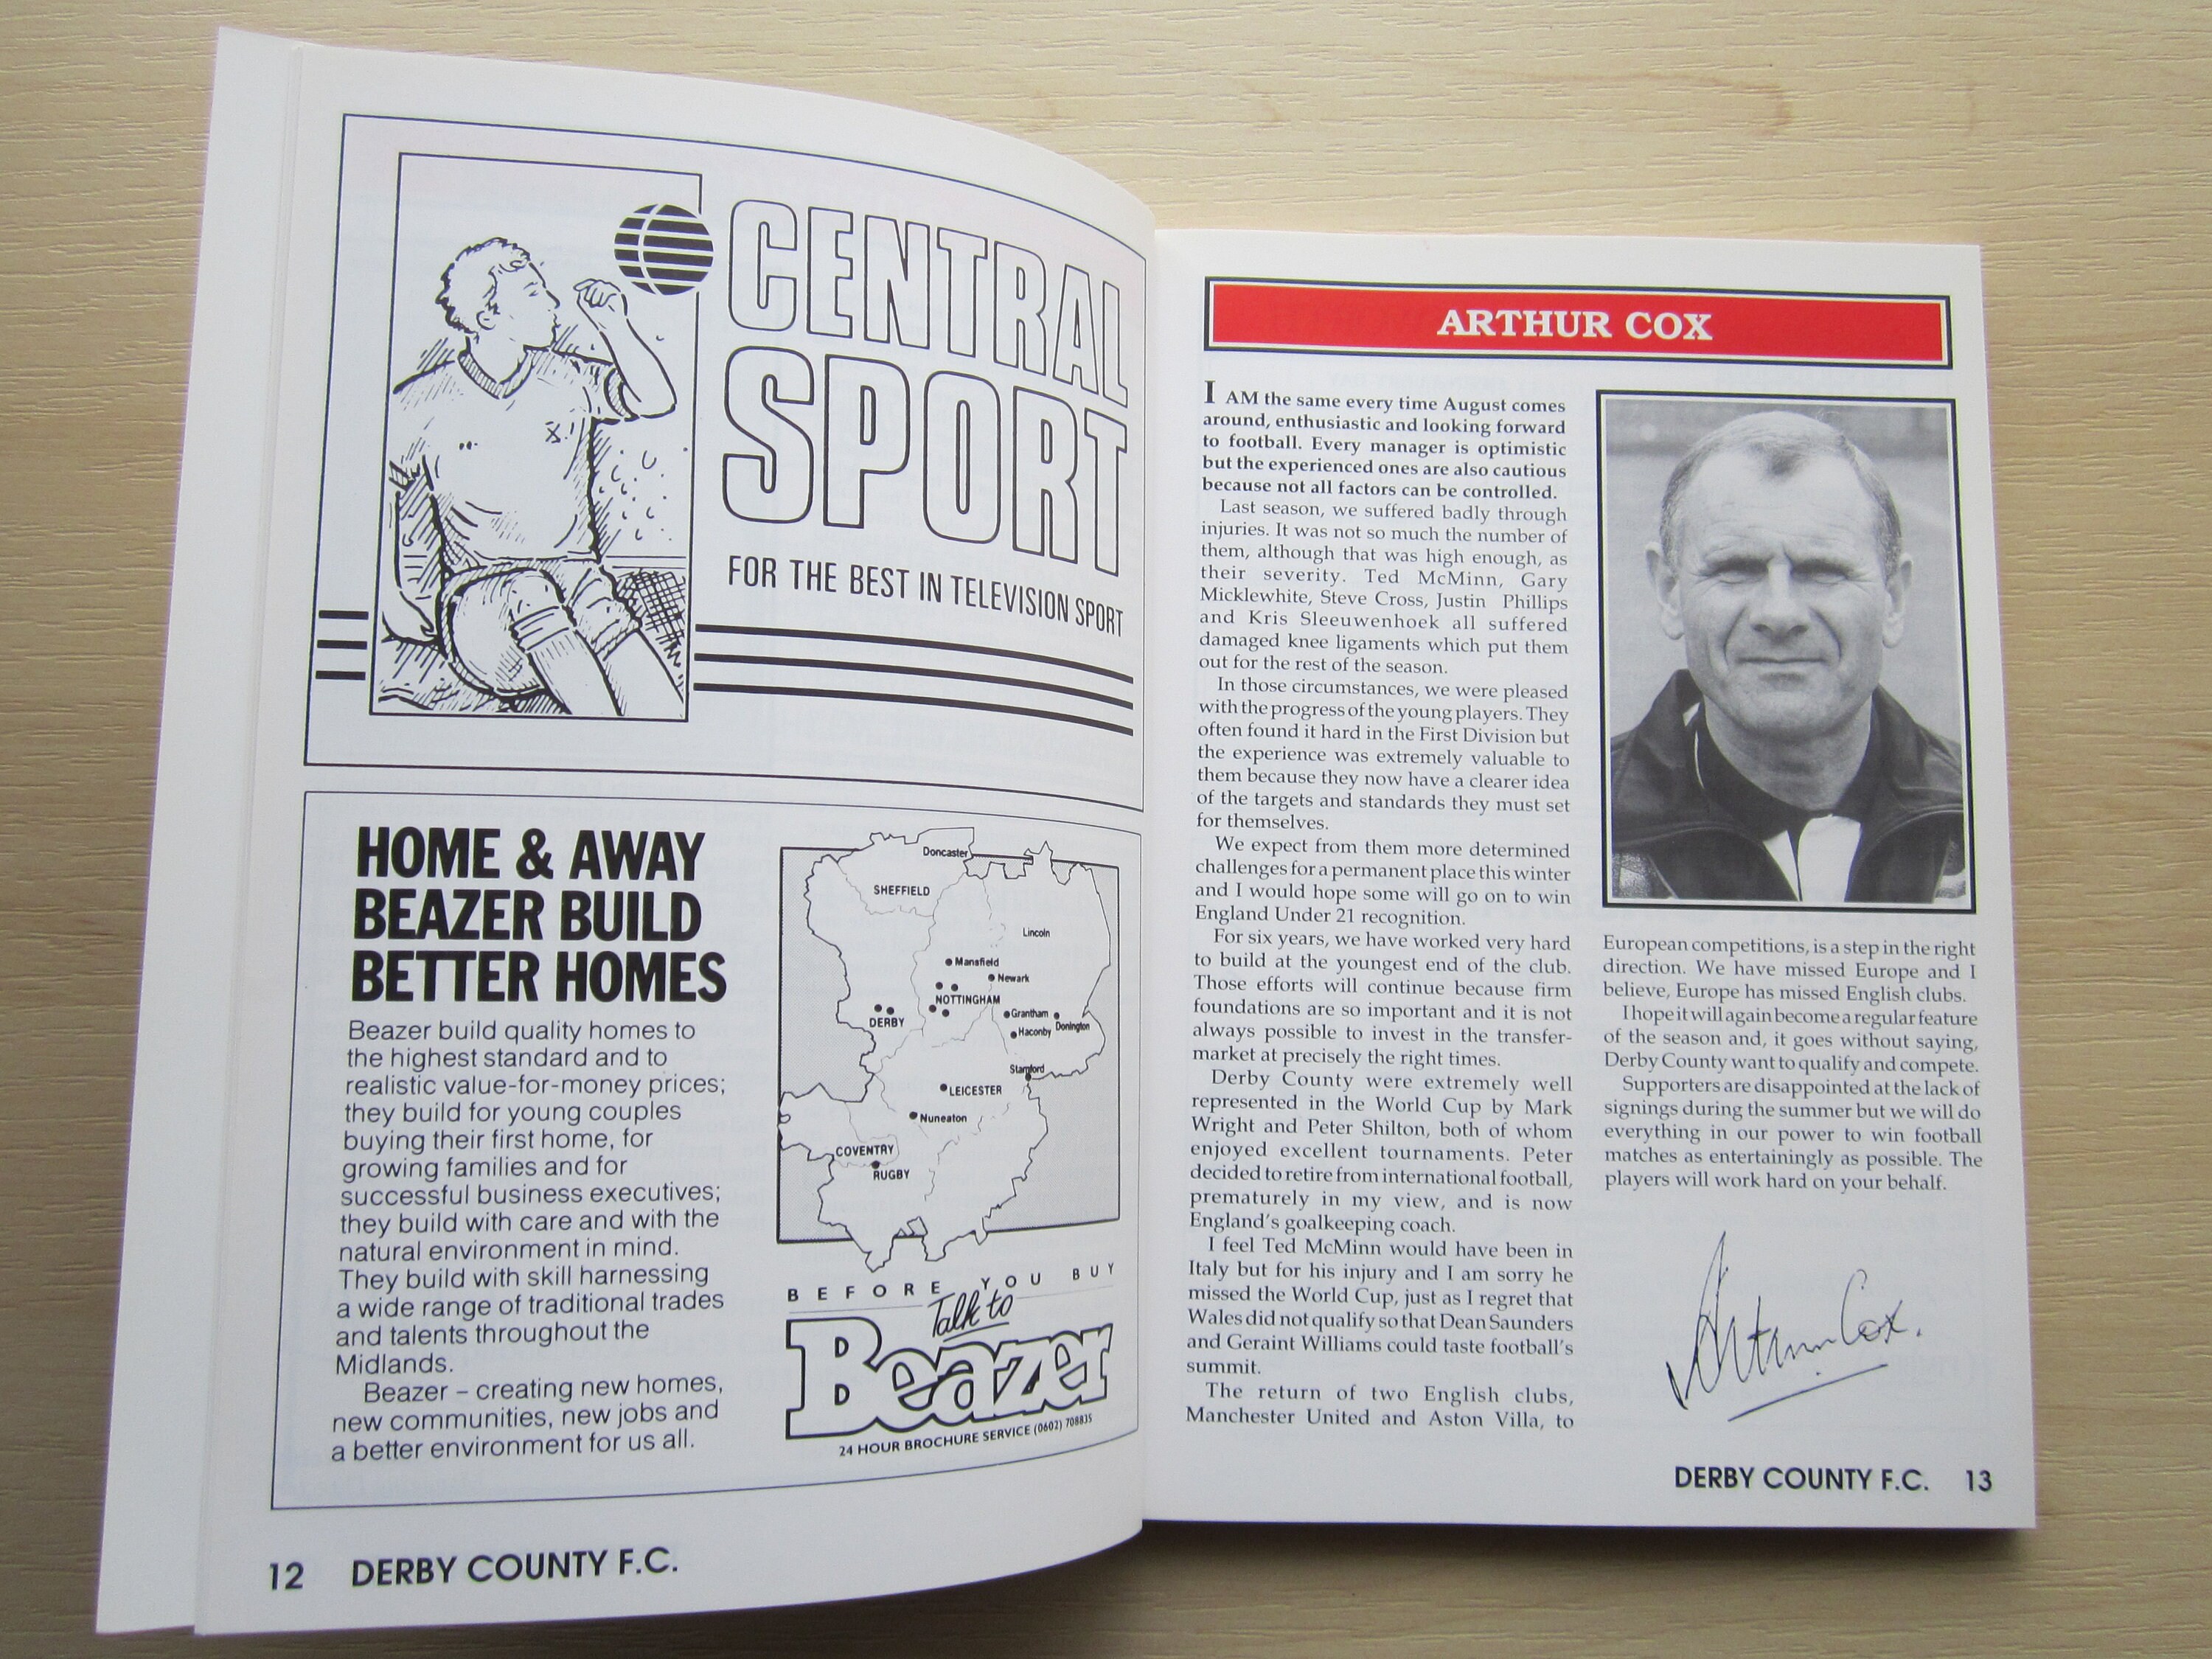 CENTRAL
SPORT
FOR THE BEST IN TELEVISION SPORT
HOME & AWAY
BEAZER BUILD
BETTER HOMES
Beazer build quality homes to
the highest standard and to
realistic value-for-money prices;
they build for young couples
buying their first home, for
growing families and for
successful business executives;
they build with care and with the
natural environment in mind.
They build with skill harnessing
a wide range of traditional trades
and talents throughout the
Midlands.
Beazer – creating new homes,
new communities, new jobs and
a better environment for us all.
Doncaster
SHEFFIELD
Lincoln
Mansfield
Newark
NOTTINGHAM
DERBY
Grantham
Donington
Haconby
Stamford
LEICESTER
Nuneaton
COVENTRY
RUGBY
BEFORE YOU BUY
Talk to
Beazer
24 HOUR BROCHURE SERVICE (0602) 708835
12 DERBY COUNTY F.C.
ARTHUR COX
I AM the same every time August comes
around, enthusiastic and looking forward
to football. Every manager is optimistic
but the experienced ones are also cautious
because not all factors can be controlled.
Last season, we suffered badly through
injuries. It was not so much the number of
them, although that was high enough, as
their severity. Ted McMinn, Gary
Micklewhite, Steve Cross, Justin Phillips
and Kris Sleeuwenhoek all suffered
damaged knee ligaments which put them
out for the rest of the season.
In those circumstances, we were pleased
with the progress of the young players. They
often found it hard in the First Division but
the experience was extremely valuable to
them because they now have a clearer idea
of the targets and standards they must set
for themselves.
We expect from them more determined
challenges for a permanent place this winter
and I would hope some will go on to win
England Under 21 recognition.
For six years, we have worked very hard
to build at the youngest end of the club.
Those efforts will continue because firm
foundations are so important and it is not
always possible to invest in the transfer-
market at precisely the right times.
Derby County were extremely well
represented in the World Cup by Mark
Wright and Peter Shilton, both of whom
enjoyed excellent tournaments. Peter
decided to retire from international football,
prematurely in my view, and is now
England's goalkeeping coach.
I feel Ted McMinn would have been in
Italy but for his injury and I am sorry he
missed the World Cup, just as I regret that
Wales did not qualify so that Dean Saunders
and Geraint Williams could taste football's
summit.
The return of two English clubs,
Manchester United and Aston Villa, to
European competitions, is a step in the right
direction. We have missed Europe and I
believe, Europe has missed English clubs.
I hope it will again become a regular feature
of the season and, it goes without saying,
Derby County want to qualify and compete.
Supporters are disappointed at the lack of
signings during the summer but we will do
everything in our power to win football
matches as entertainingly as possible. The
players will work hard on your behalf.
Arthur Cox.
DERBY COUNTY F.C. 13